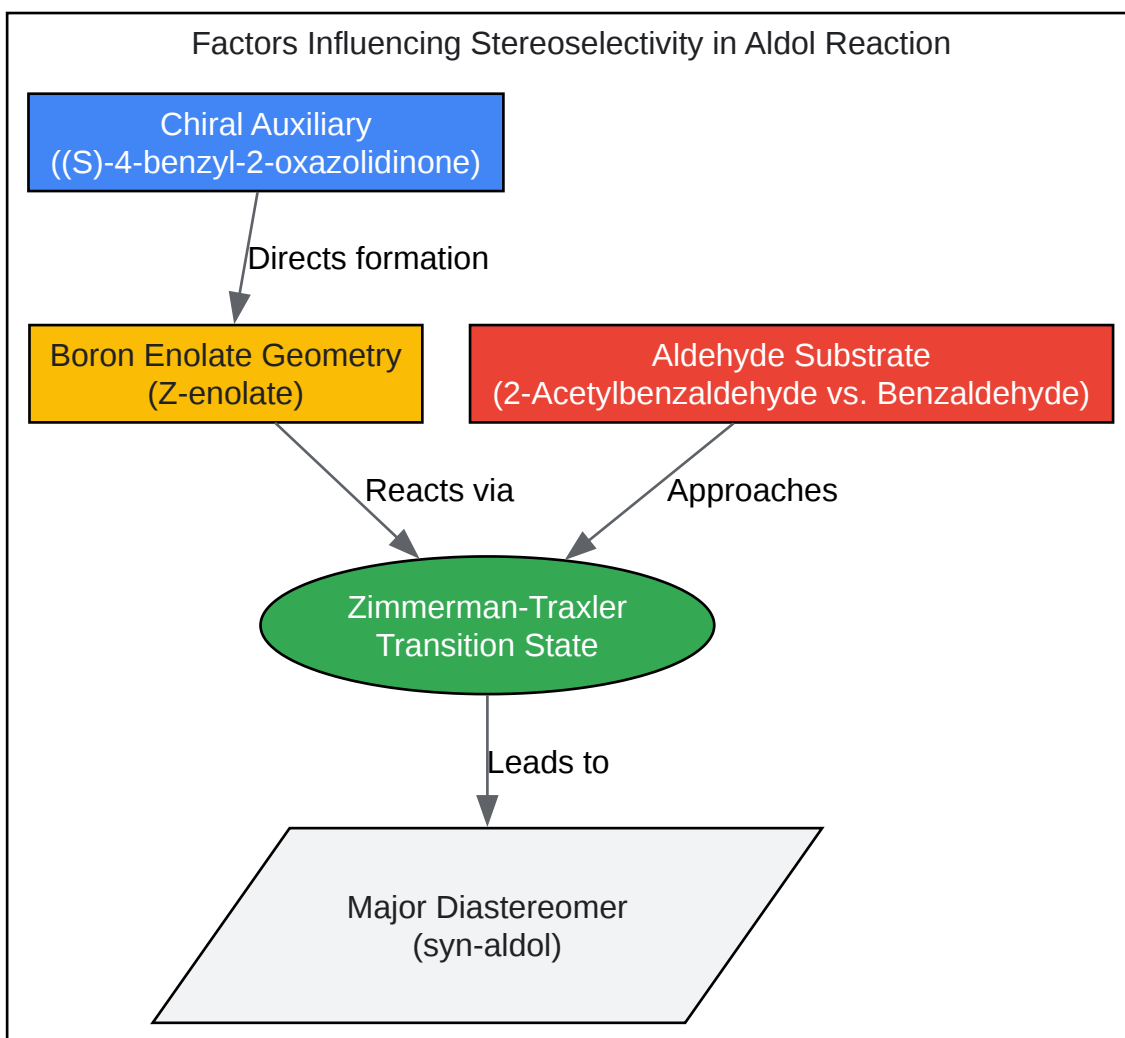 Factors Influencing Stereoselectivity in Aldol Reaction
Chiral Auxiliary
((S)-4-benzyl-2-oxazolidinone)
Directs formation
Boron Enolate Geometry
(Z-enolate)
Aldehyde Substrate
(2-Acetylbenzaldehyde vs. Benzaldehyde)
Reacts via
Approaches
Zimmerman-Traxler
Transition State
Leads to
Major Diastereomer
(syn-aldol)